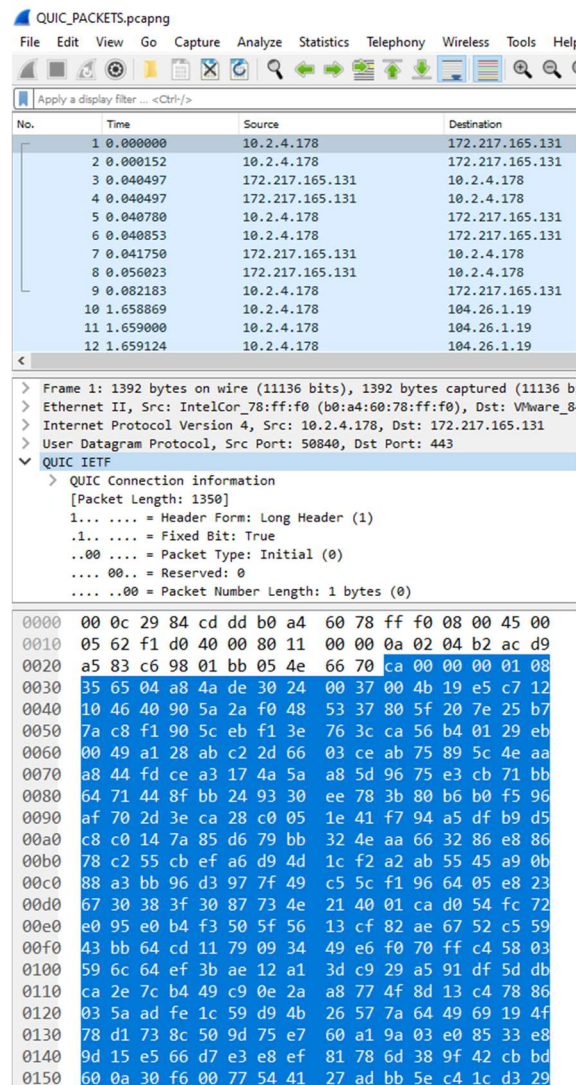 QUIC_PACKETS.pcapng
File Edit View Go Capture Analyze Statistics Telephony Wireless Tools Help
Apply a display filter ... <Ctrl-/>
No. Time Source Destination
1 0.000000 10.2.4.178 172.217.165.131
2 0.000152 10.2.4.178 172.217.165.131
3 0.040497 172.217.165.131 10.2.4.178
4 0.040497 172.217.165.131 10.2.4.178
5 0.040780 10.2.4.178 172.217.165.131
6 0.040853 10.2.4.178 172.217.165.131
7 0.041750 172.217.165.131 10.2.4.178
8 0.056023 172.217.165.131 10.2.4.178
9 0.082183 10.2.4.178 172.217.165.131
10 1.658869 10.2.4.178 104.26.1.19
11 1.659000 10.2.4.178 104.26.1.19
12 1.659124 10.2.4.178 104.26.1.19
Frame 1: 1392 bytes on wire (11136 bits), 1392 bytes captured (11136 b
Ethernet II, Src: IntelCor_78:ff:f0 (b0:a4:60:78:ff:f0), Dst: VMware_8
Internet Protocol Version 4, Src: 10.2.4.178, Dst: 172.217.165.131
User Datagram Protocol, Src Port: 50840, Dst Port: 443
QUIC IETF
QUIC Connection information
[Packet Length: 1350]
1... .... = Header Form: Long Header (1)
.1.. .... = Fixed Bit: True
..00 .... = Packet Type: Initial (0)
.... 00.. = Reserved: 0
.... ..00 = Packet Number Length: 1 bytes (0)
0000 00 0c 29 84 cd dd b0 a4 60 78 ff f0 08 00 45 00
0010 05 62 f1 d0 40 00 80 11 00 00 0a 02 04 b2 ac d9
0020 a5 83 c6 98 01 bb 05 4e 66 70 ca 00 00 00 01 08
0030 35 65 04 a8 4a de 30 24 00 37 00 4b 19 e5 c7 12
0040 10 46 40 90 5a 2a f0 48 53 37 80 5f 20 7e 25 b7
0050 7a c8 f1 90 5c eb f1 3e 76 3c ca 56 b4 01 29 eb
0060 00 49 a1 28 ab c2 2d 66 03 ce ab 75 89 5c 4e aa
0070 a8 44 fd ce a3 17 4a 5a a8 5d 96 75 e3 cb 71 bb
0080 64 71 44 8f bb 24 93 30 ee 78 3b 80 b6 b0 f5 96
0090 af 70 2d 3e ca 28 c0 05 1e 41 f7 94 a5 df b9 d5
00a0 c8 c0 14 7a 85 d6 79 bb 32 4e aa 66 32 86 e8 86
00b0 78 c2 55 cb ef a6 d9 4d 1c f2 a2 ab 55 45 a9 0b
00c0 88 a3 bb 96 d3 97 7f 49 c5 5c f1 96 64 05 e8 23
00d0 67 30 38 3f 30 87 73 4e 21 40 01 ca d0 54 fc 72
00e0 e0 95 e0 b4 f3 50 5f 56 13 cf 82 ae 67 52 c5 59
00f0 43 bb 64 cd 11 79 09 34 49 e6 f0 70 ff c4 58 03
0100 59 6c 64 ef 3b ae 12 a1 3d c9 29 a5 91 df 5d db
0110 ca 2e 7c b4 49 c9 0e 2a a8 77 4f 8d 13 c4 78 86
0120 03 5a ad fe 1c 59 d9 4b 26 57 7a 64 49 69 19 4f
0130 78 d1 73 8c 50 9d 75 e7 60 a1 9a 03 e0 85 33 e8
0140 9d 15 e5 66 d7 e3 e8 ef 81 78 6d 38 9f 42 cb bd
0150 60 0a 30 f6 00 77 54 41 27 ad bb 5e c4 1c d3 29